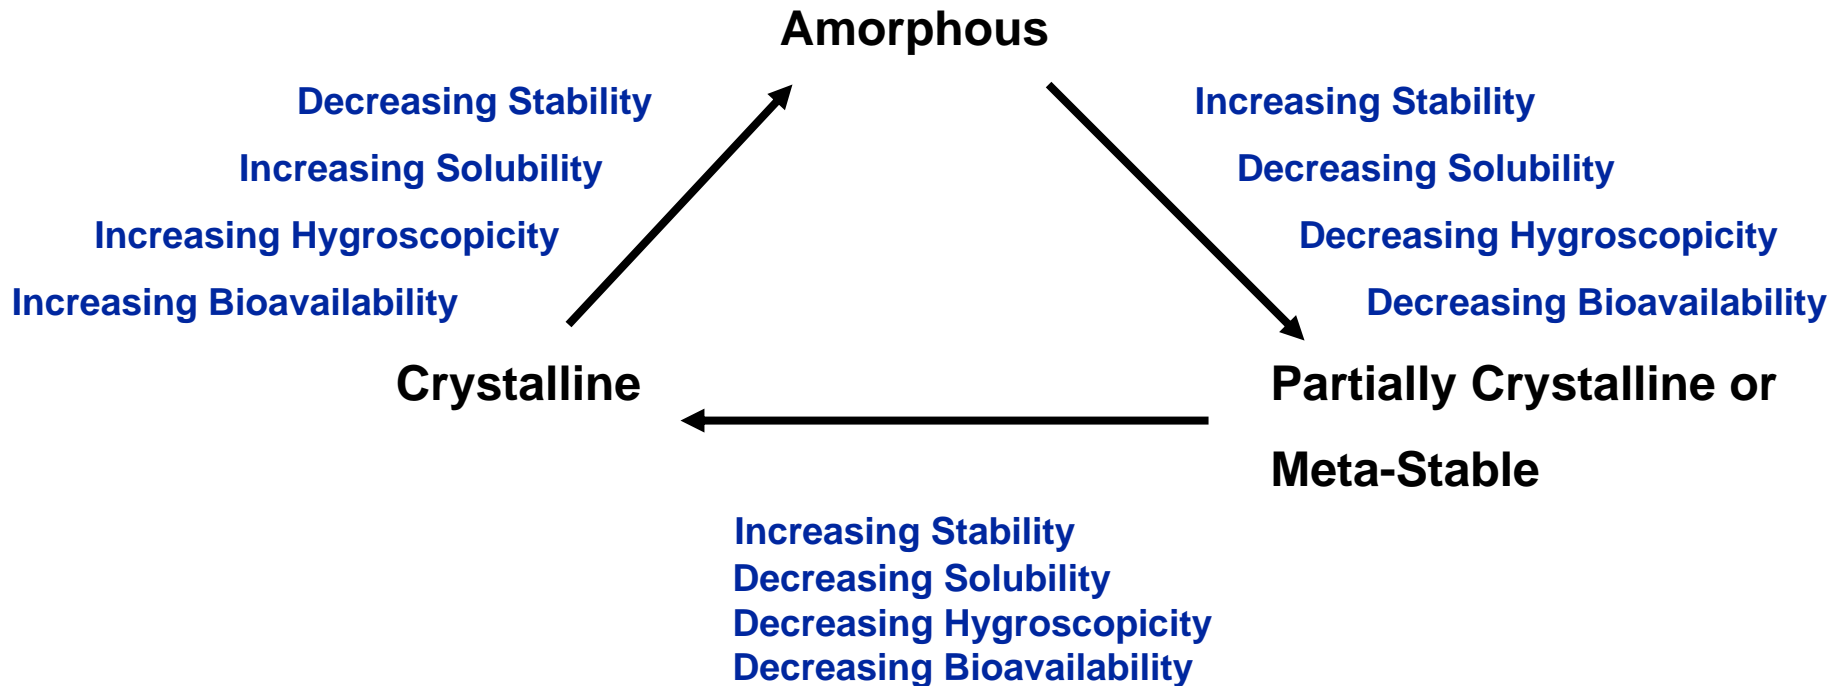 Amorphous
Decreasing Stability
Increasing Solubility
Increasing Hygroscopicity
Increasing Bioavailability
Increasing Stability
Decreasing Solubility
Decreasing Hygroscopicity
Decreasing Bioavailability
Crystalline
Partially Crystalline or
Meta-Stable
Increasing Stability
Decreasing Solubility
Decreasing Hygroscopicity
Decreasing Bioavailability